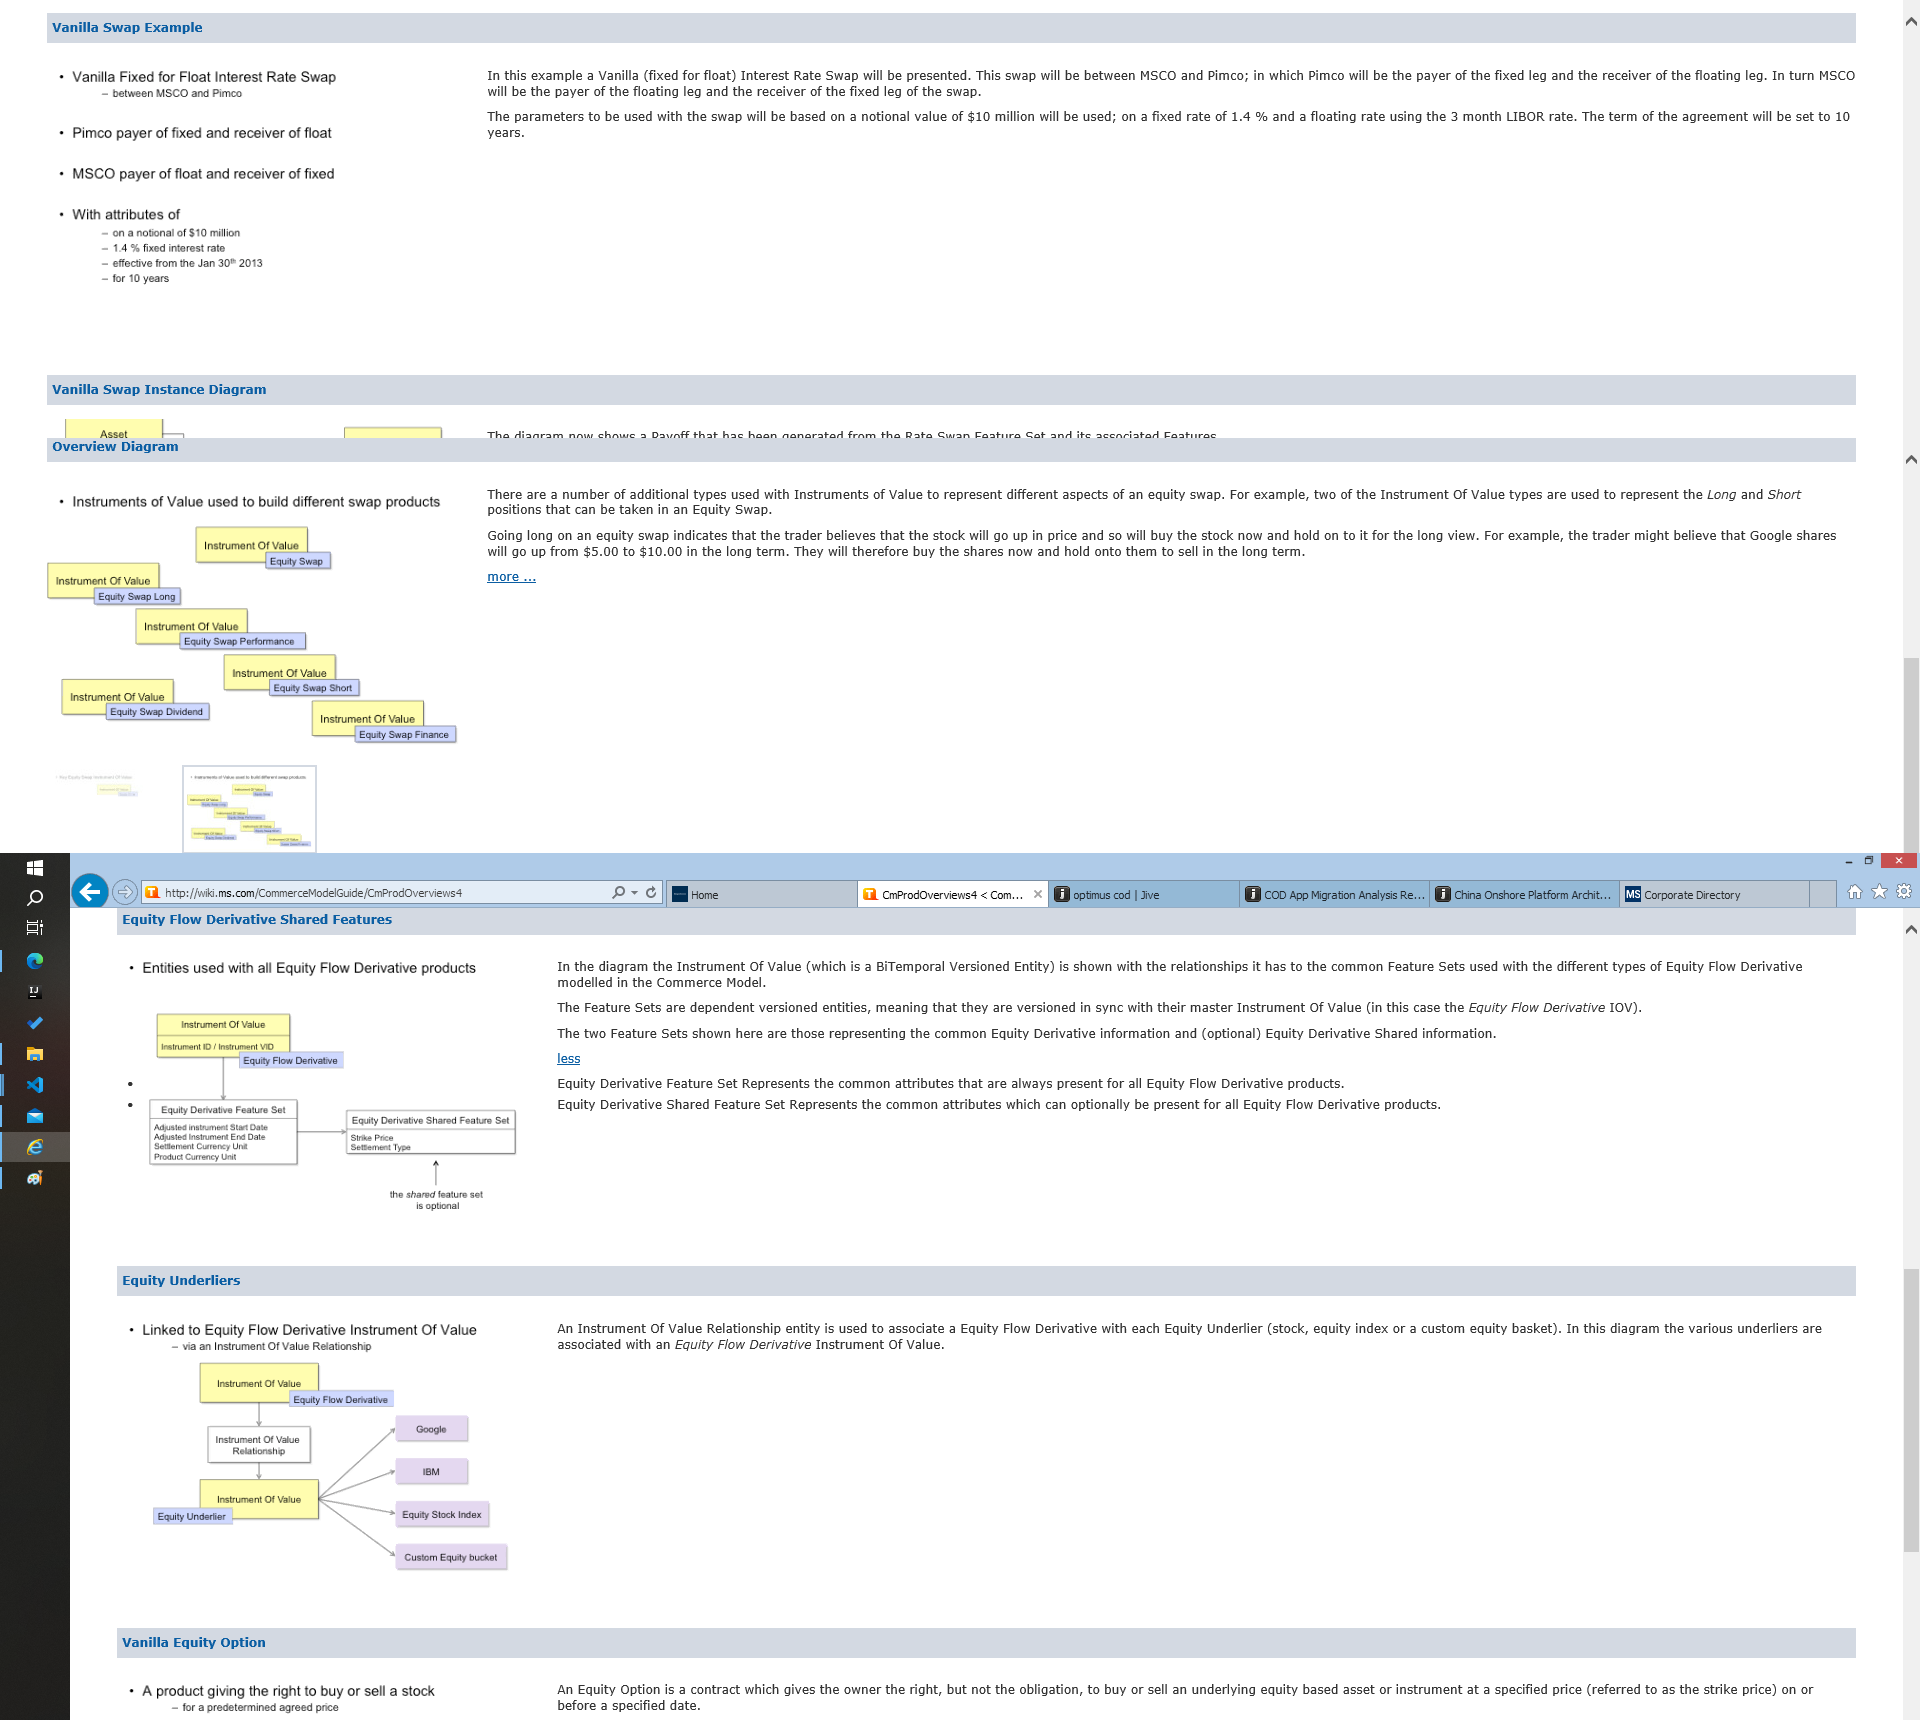 Vanilla Swap Example
• Vanilla Fixed for Float Interest Rate Swap
– between MSCO and Pimco
• Pimco payer of fixed and receiver of float
• MSCO payer of float and receiver of fixed
• With attributes of
– on a notional of $10 million
– 1.4 % fixed interest rate
– effective from the Jan 30th 2013
– for 10 years
In this example a Vanilla (fixed for float) Interest Rate Swap will be presented. This swap will be between MSCO and Pimco; in which Pimco will be the payer of the fixed leg and the receiver of the floating leg. In turn MSCO
will be the payer of the floating leg and the receiver of the fixed leg of the swap.
The parameters to be used with the swap will be based on a notional value of $10 million will be used; on a fixed rate of 1.4 % and a floating rate using the 3 month LIBOR rate. The term of the agreement will be set to 10
years.
Vanilla Swap Instance Diagram
Asset
The diagram now shows a Payoff that has been generated from the Rate Swap Feature Set and its associated Features
Overview Diagram
• Instruments of Value used to build different swap products
Instrument Of Value
Equity Swap
Instrument Of Value
Equity Swap Long
Instrument Of Value
Equity Swap Performance
Instrument Of Value
Equity Swap Short
Instrument Of Value
Equity Swap Dividend
Instrument Of Value
Equity Swap Finance
There are a number of additional types used with Instruments of Value to represent different aspects of an equity swap. For example, two of the Instrument Of Value types are used to represent the Long and Short
positions that can be taken in an Equity Swap.
Going long on an equity swap indicates that the trader believes that the stock will go up in price and so will buy the stock now and hold on to it for the long view. For example, the trader might believe that Google shares
will go up from $5.00 to $10.00 in the long term. They will therefore buy the shares now and hold onto them to sell in the long term.
more ...
• Instruments of Value used to build different swap products
http://wiki.ms.com/CommerceModelGuide/CmProdOverviews4
Home
CmProdOverviews4 < Com...
optimus cod | Jive
COD App Migration Analysis Re...
China Onshore Platform Archit...
MS Corporate Directory
Equity Flow Derivative Shared Features
• Entities used with all Equity Flow Derivative products
Instrument Of Value
Instrument ID / Instrument VID
Equity Flow Derivative
Equity Derivative Feature Set
Adjusted instrument Start Date
Adjusted Instrument End Date
Settlement Currency Unit
Product Currency Unit
Equity Derivative Shared Feature Set
Strike Price
Settlement Type
the shared feature set
is optional
In the diagram the Instrument Of Value (which is a BiTemporal Versioned Entity) is shown with the relationships it has to the common Feature Sets used with the different types of Equity Flow Derivative
modelled in the Commerce Model.
The Feature Sets are dependent versioned entities, meaning that they are versioned in sync with their master Instrument Of Value (in this case the Equity Flow Derivative IOV).
The two Feature Sets shown here are those representing the common Equity Derivative information and (optional) Equity Derivative Shared information.
less
Equity Derivative Feature Set Represents the common attributes that are always present for all Equity Flow Derivative products.
Equity Derivative Shared Feature Set Represents the common attributes which can optionally be present for all Equity Flow Derivative products.
Equity Underliers
• Linked to Equity Flow Derivative Instrument Of Value
– via an Instrument Of Value Relationship
Instrument Of Value
Equity Flow Derivative
Instrument Of Value
Relationship
Instrument Of Value
Equity Underlier
Google
IBM
Equity Stock Index
Custom Equity bucket
An Instrument Of Value Relationship entity is used to associate a Equity Flow Derivative with each Equity Underlier (stock, equity index or a custom equity basket). In this diagram the various underliers are
associated with an Equity Flow Derivative Instrument Of Value.
Vanilla Equity Option
• A product giving the right to buy or sell a stock
– for a predetermined agreed price
An Equity Option is a contract which gives the owner the right, but not the obligation, to buy or sell an underlying equity based asset or instrument at a specified price (referred to as the strike price) on or
before a specified date.